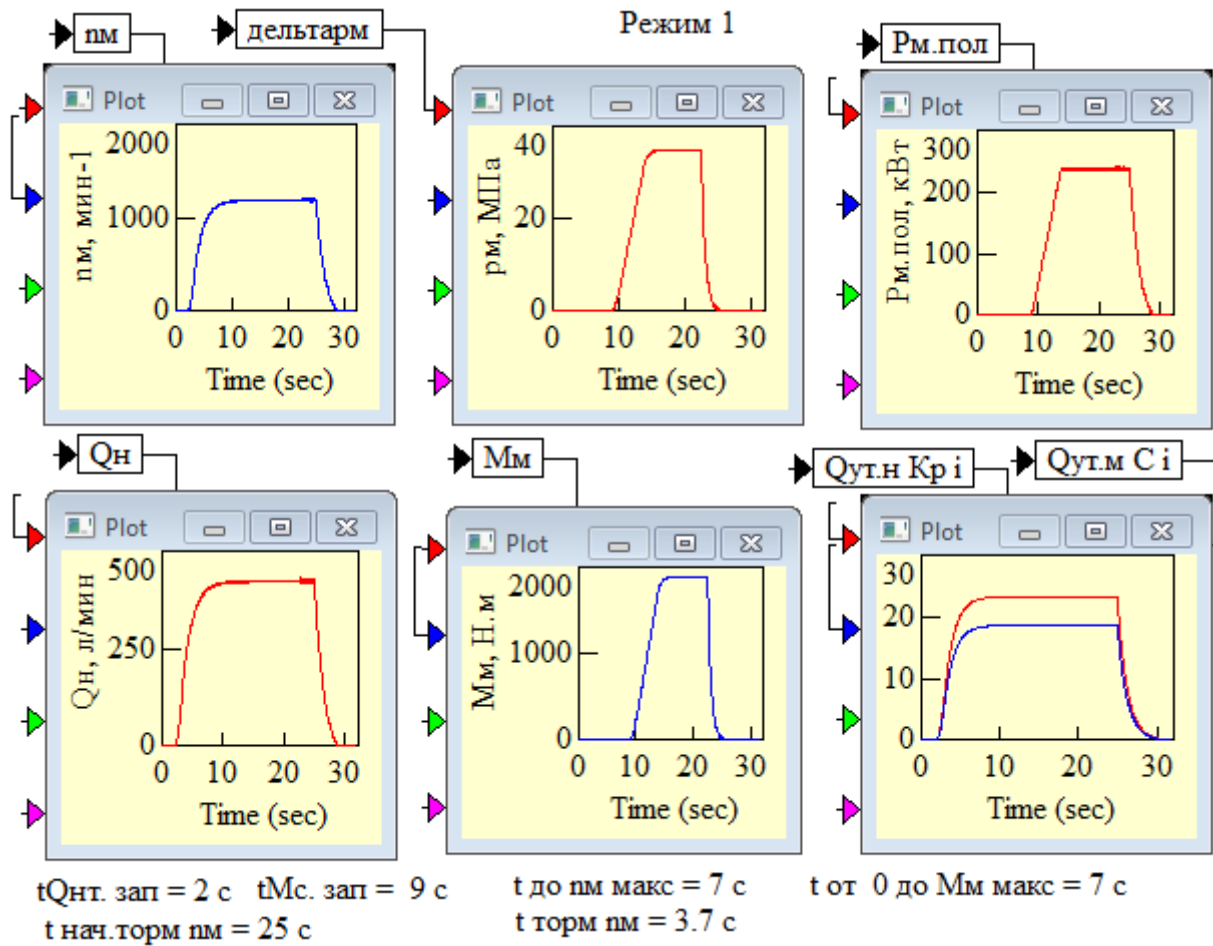 Режим 1
nм
дельтарм
Рм.пол
Plot
nм, мин-1
2000
1000
0
0 10 20 30
Time (sec)
Plot
рм, МПа
40
20
0
0 10 20 30
Time (sec)
Plot
Рм.пол, кВт
300
200
100
0
0 10 20 30
Time (sec)
Qн
Мм
Qут.н Кр i
Qут.м С i
Plot
Qн, л/мин
500
250
0
0 10 20 30
Time (sec)
Plot
Мм, Н.м
2000
1000
0
0 10 20 30
Time (sec)
Plot
30
20
10
0
0 10 20 30
Time (sec)
tQнт. зап = 2 с tМс. зап = 9 с
t нач.торм nм = 25 с
t до nм макс = 7 с
t торм nм = 3.7 с
t от 0 до Мм макс = 7 с